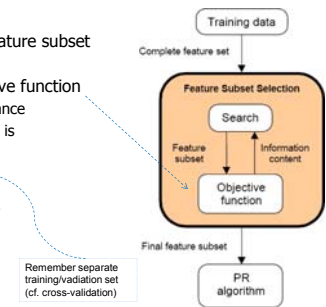 ature subset
ve function
ance
is
Training data
Complete feature set
Feature Subset Selection
Search
Feature
subset
Information
content
Objective
function
Final feature subset
PR
algorithm
Remember separate
training/vadiation set
(cf. cross-validation)